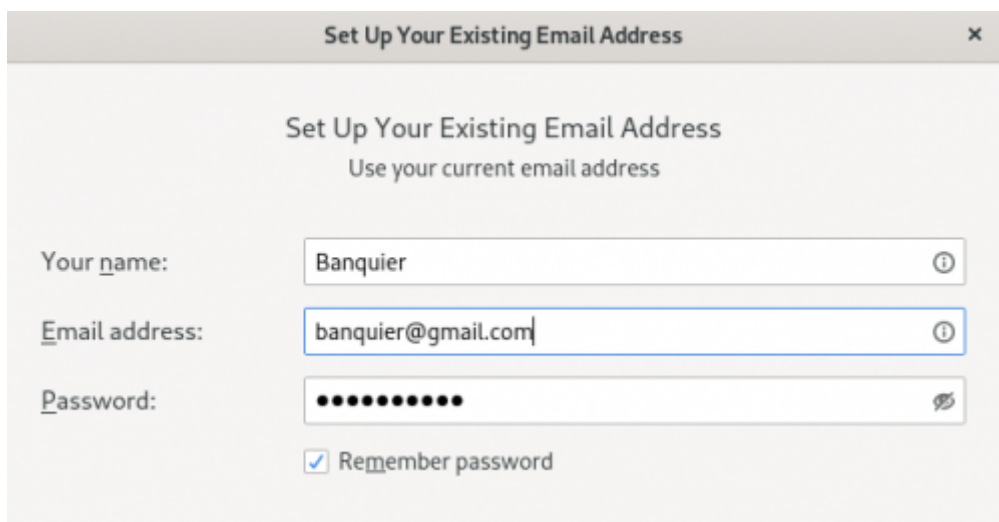 Set Up Your Existing Email Address ×
Set Up Your Existing Email Address
Use your current email address
Your name: Banquier
Email address: banquier@gmail.com
Password: ••••••••••
Remember password